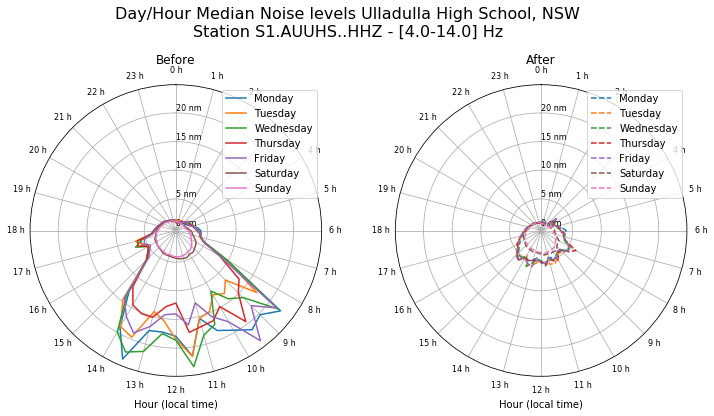 Day/Hour Median Noise levels Ulladulla High School, NSW
Station S1.AUUHS..HHZ - [4.0-14.0] Hz
Before
0 h
1 h
23 h
22 h
21 h
20 h
19 h
18 h
17 h
16 h
15 h
14 h
13 h
12 h
11 h
10 h
9 h
8 h
7 h
6 h
5 h
20 nm
15 nm
10 nm
5 nm
Monday
Tuesday
Wednesday
Thursday
Friday
Saturday
Sunday
Hour (local time)
After
0 h
1 h
23 h
22 h
21 h
20 h
19 h
18 h
17 h
16 h
15 h
14 h
13 h
12 h
11 h
10 h
9 h
8 h
7 h
6 h
5 h
20 nm
15 nm
10 nm
5 nm
Monday
Tuesday
Wednesday
Thursday
Friday
Saturday
Sunday
Hour (local time)